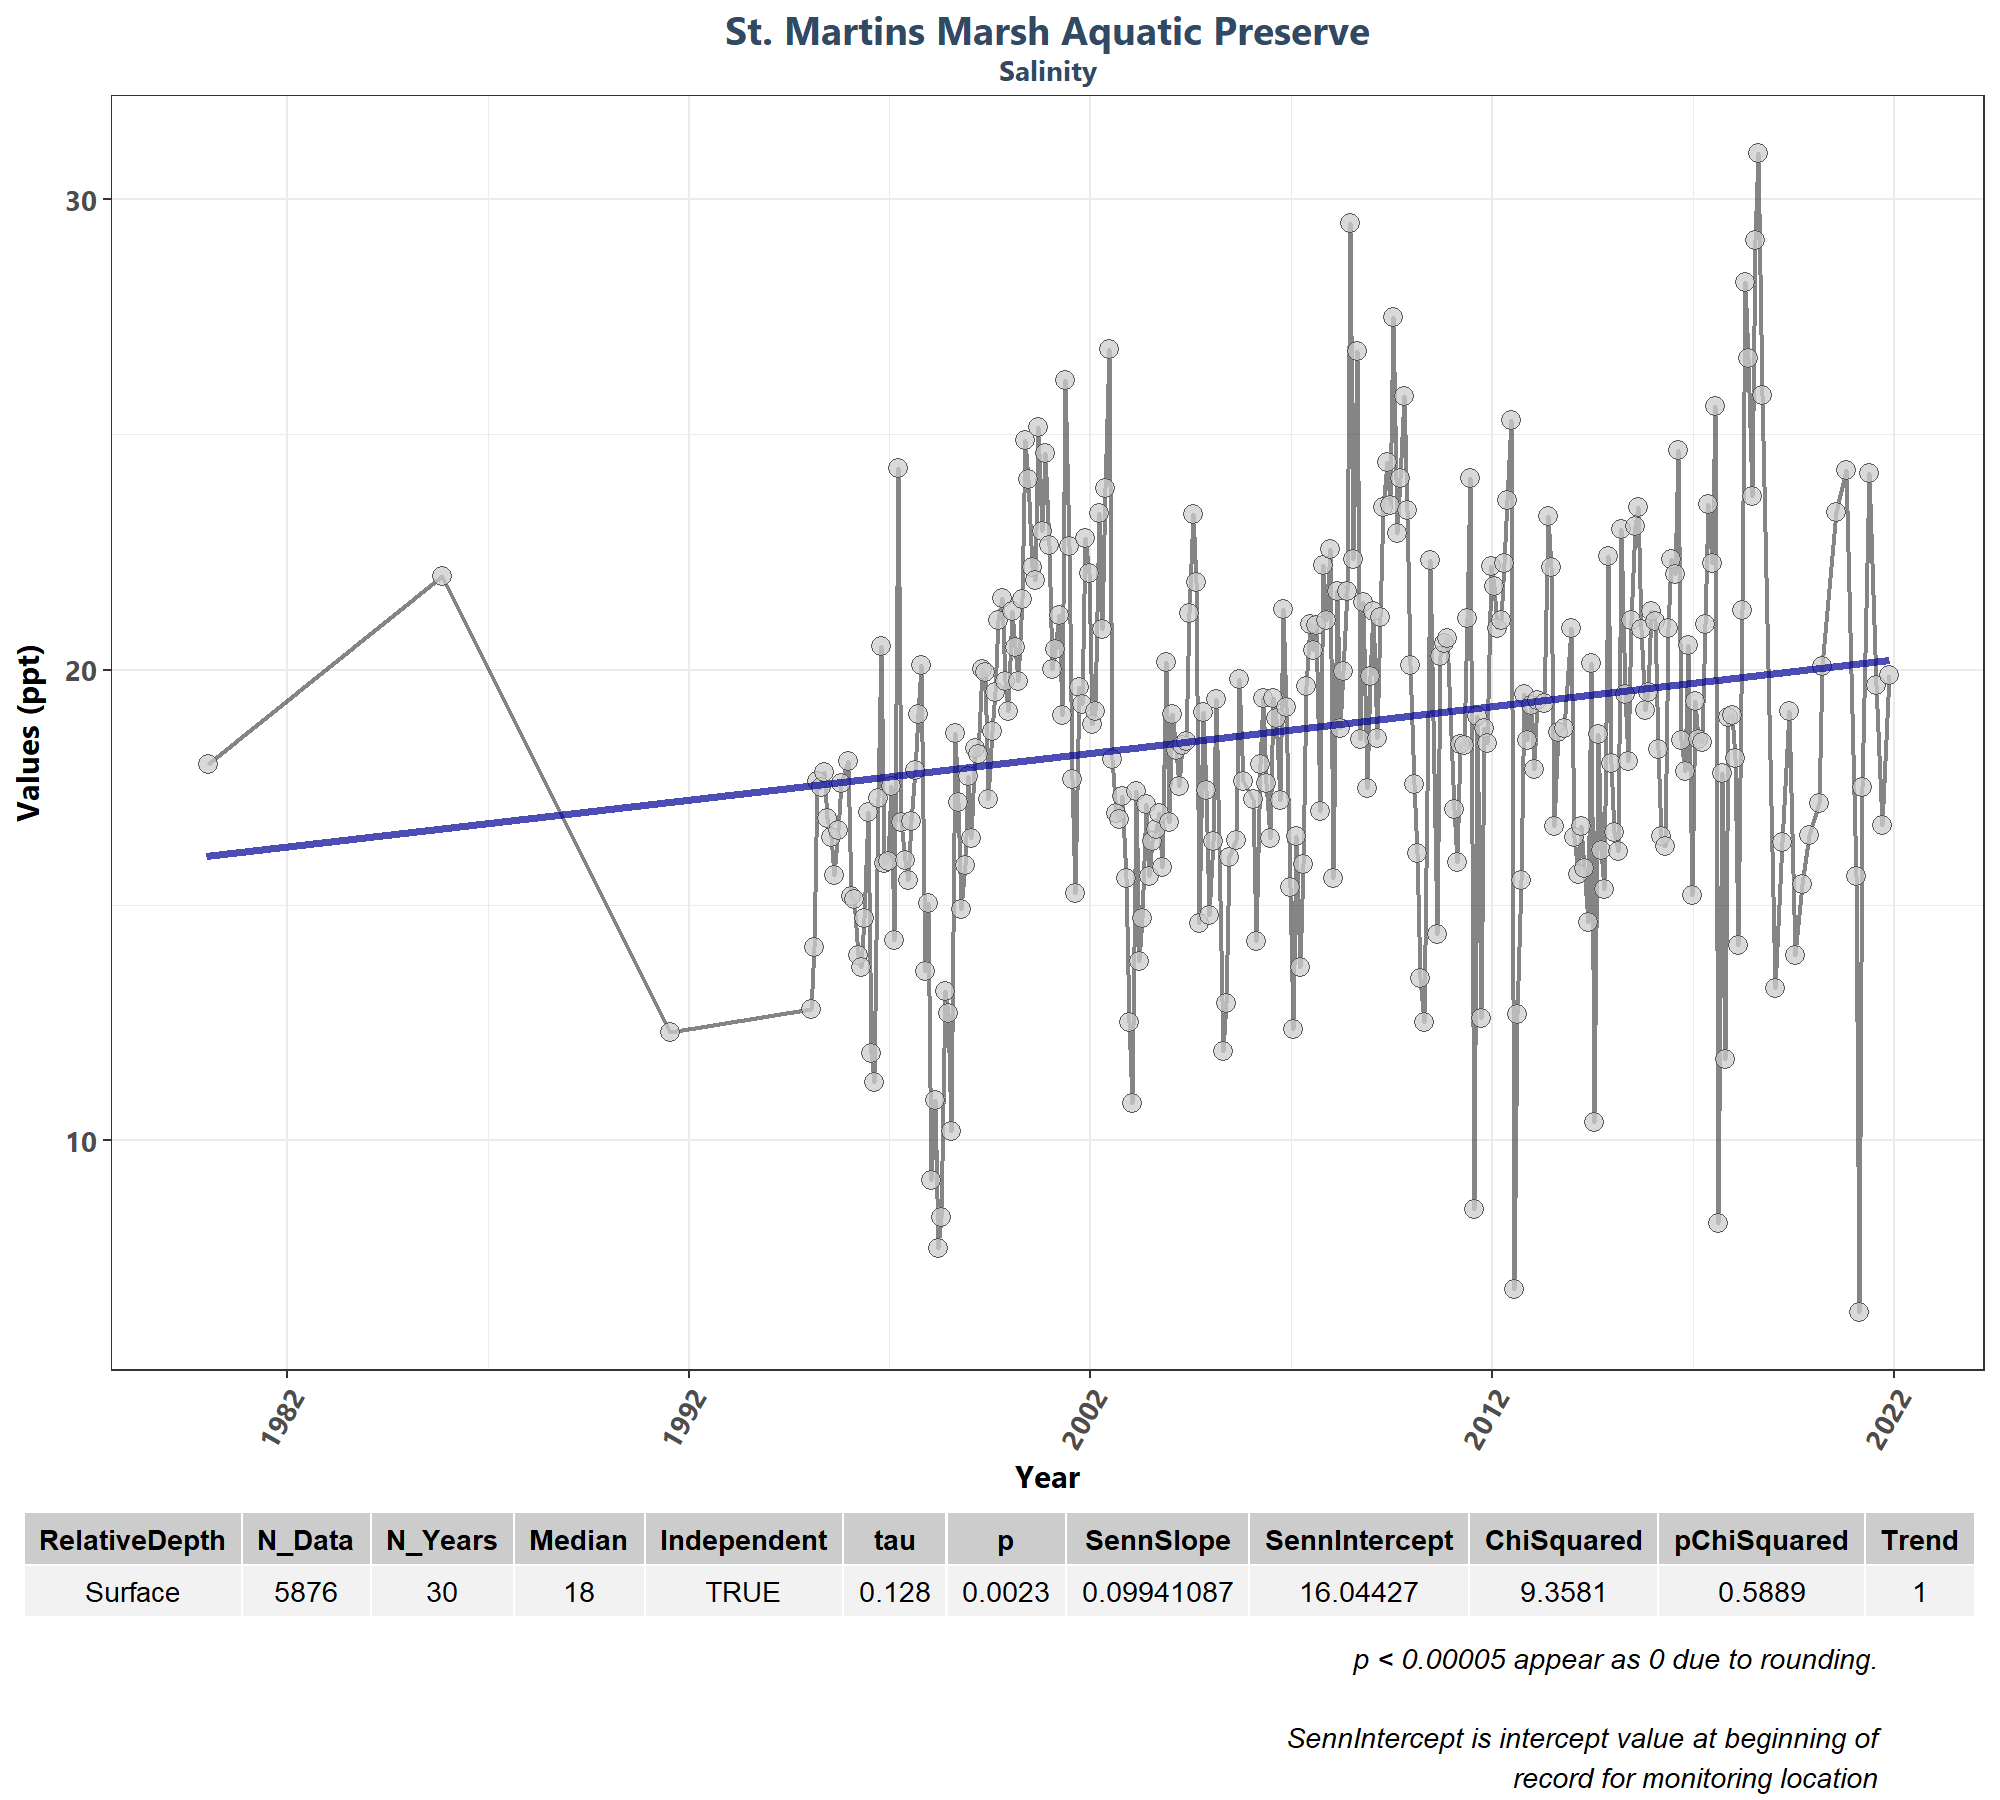 St. Martins Marsh Aquatic Preserve
Salinity
Values (ppt)
30
20
10
1982
1992
2002
2012
2022
Year
RelativeDepth N_Data N_Years Median Independent tau p SennSlope SennIntercept ChiSquared pChiSquared Trend
Surface 5876 30 18 TRUE 0.128 0.0023 0.09941087 16.04427 9.3581 0.5889 1
p < 0.00005 appear as 0 due to rounding.
SennIntercept is intercept value at beginning of
record for monitoring location